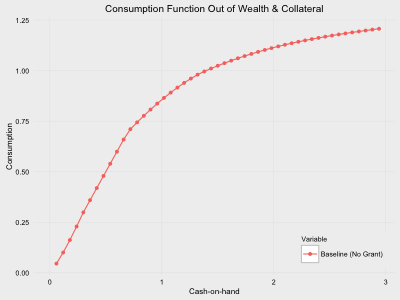 Consumption Function Out of Wealth & Collateral
1.25
1.00
0.75
0.50
0.25
0.00
Consumption
Variable
Baseline (No Grant)
0 1 2 3
Cash-on-hand